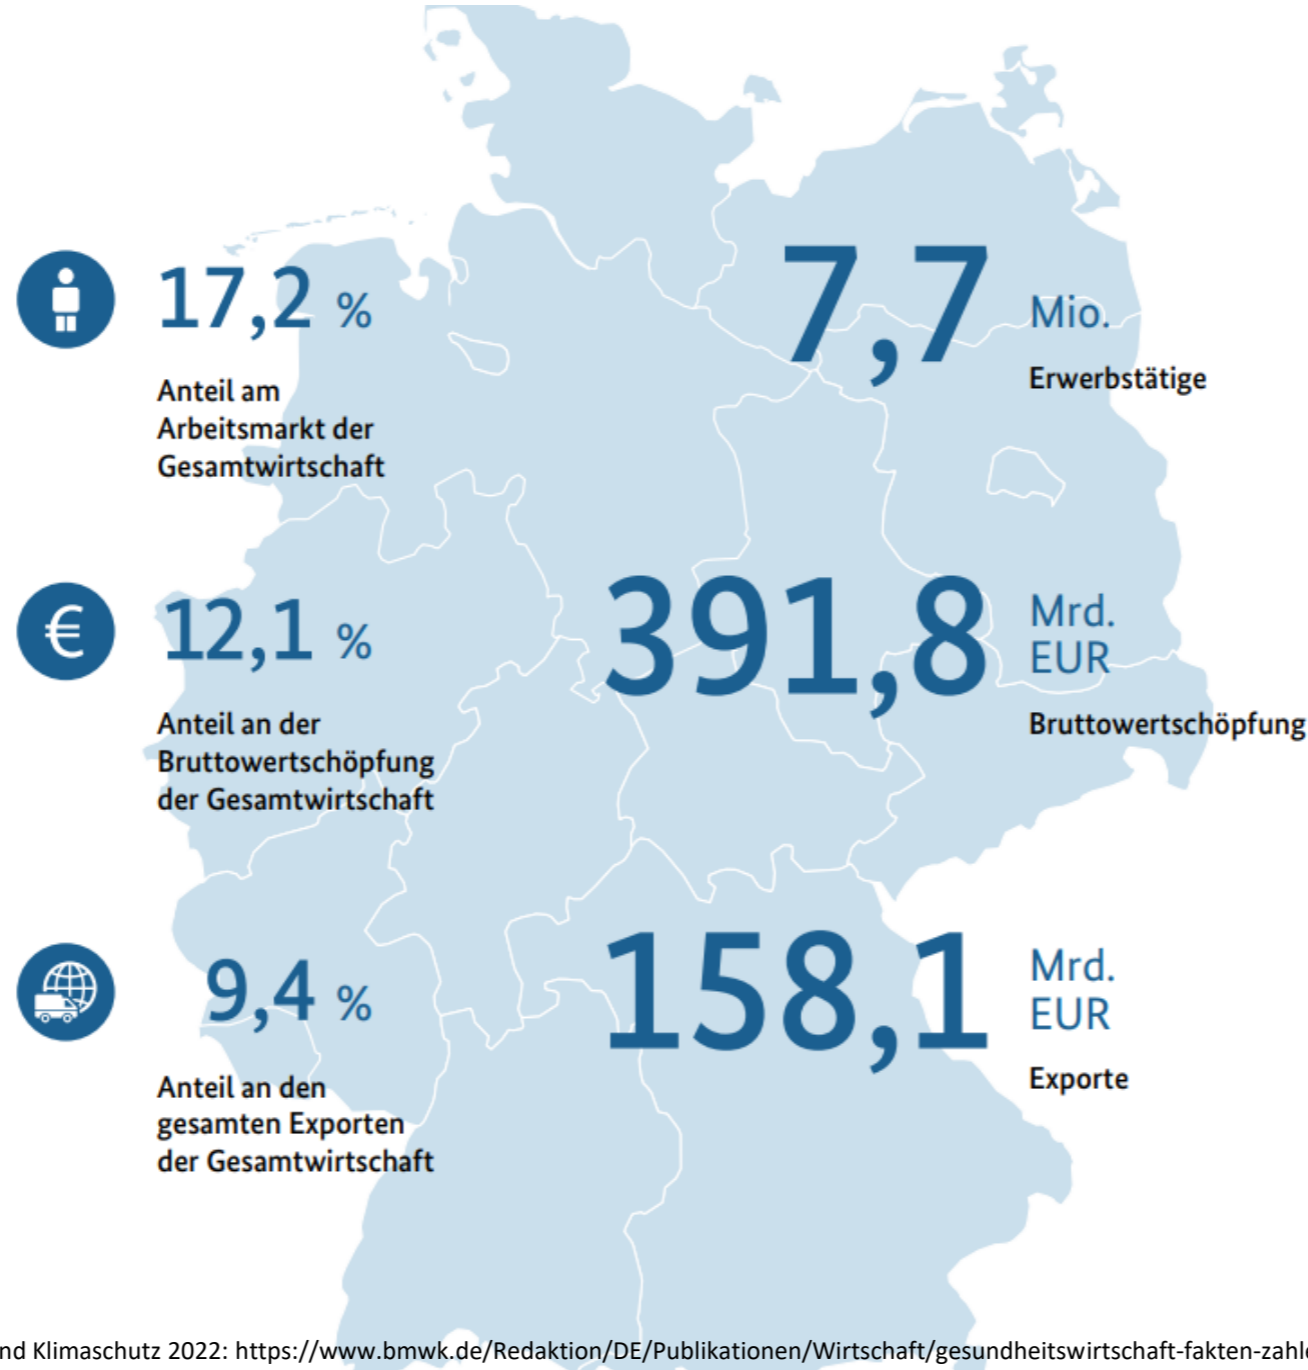 17,2 %
Anteil am
Arbeitsmarkt der
Gesamtwirtschaft
7,7 Mio.
Erwerbstätige
€
12,1 %
Anteil an der
Bruttowertschöpfung
der Gesamtwirtschaft
391,8 Mrd.
EUR
Bruttowertschöpfung
9,4 %
Anteil an den
gesamten Exporten
der Gesamtwirtschaft
158,1 Mrd.
EUR
Exporte
nd Klimaschutz 2022: https://www.bmwk.de/Redaktion/DE/Publikationen/Wirtschaft/gesundheitswirtschaft-fakten-zahl